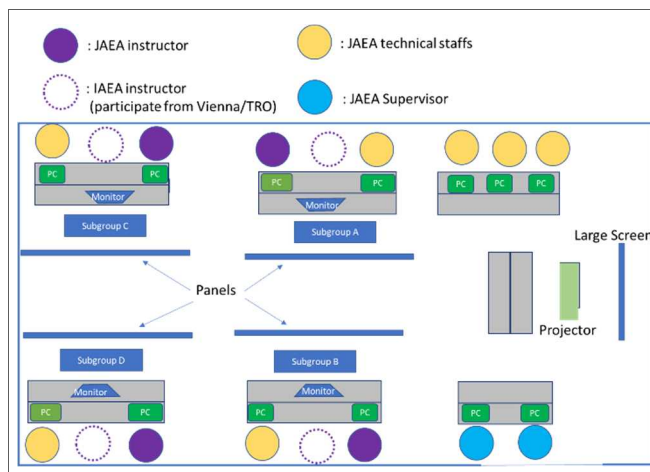 : JAEA instructor
: JAEA technical staffs
: IAEA instructor
(participate from Vienna/TRO)
: JAEA Supervisor
PC
PC
Monitor
Subgroup C
PC
PC
Monitor
Subgroup A
PC
PC
PC
Large Screen
Panels
Projector
Subgroup D
Monitor
PC
PC
Subgroup B
Monitor
PC
PC
PC
PC